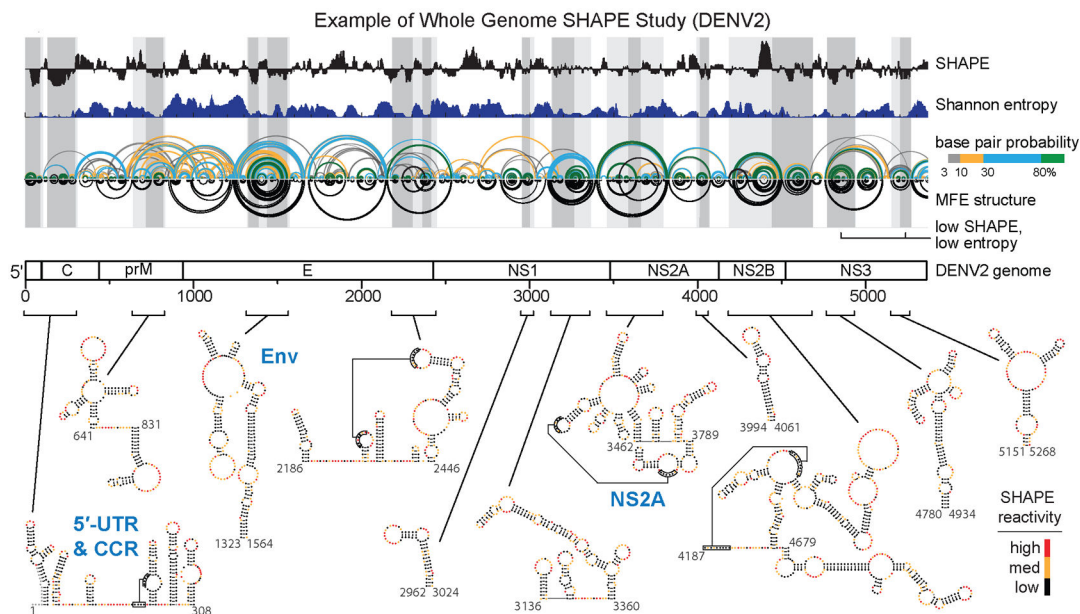 Example of Whole Genome SHAPE Study (DENV2)
SHAPE
Shannon entropy
base pair probability
3 10 30 80%
MFE structure
low SHAPE,
low entropy
5' C prM E NS1 NS2A NS2B NS3 DENV2 genome
0 1000 2000 3000 4000 5000
Env
641 831
2186 2446
3462 3789
3994 4061
5151 5268
NS2A
4780 4934
SHAPE
reactivity
high
med
low
5′-UTR
& CCR
1323 1564
4187 4679
2962 3024
3136 3360
1 308